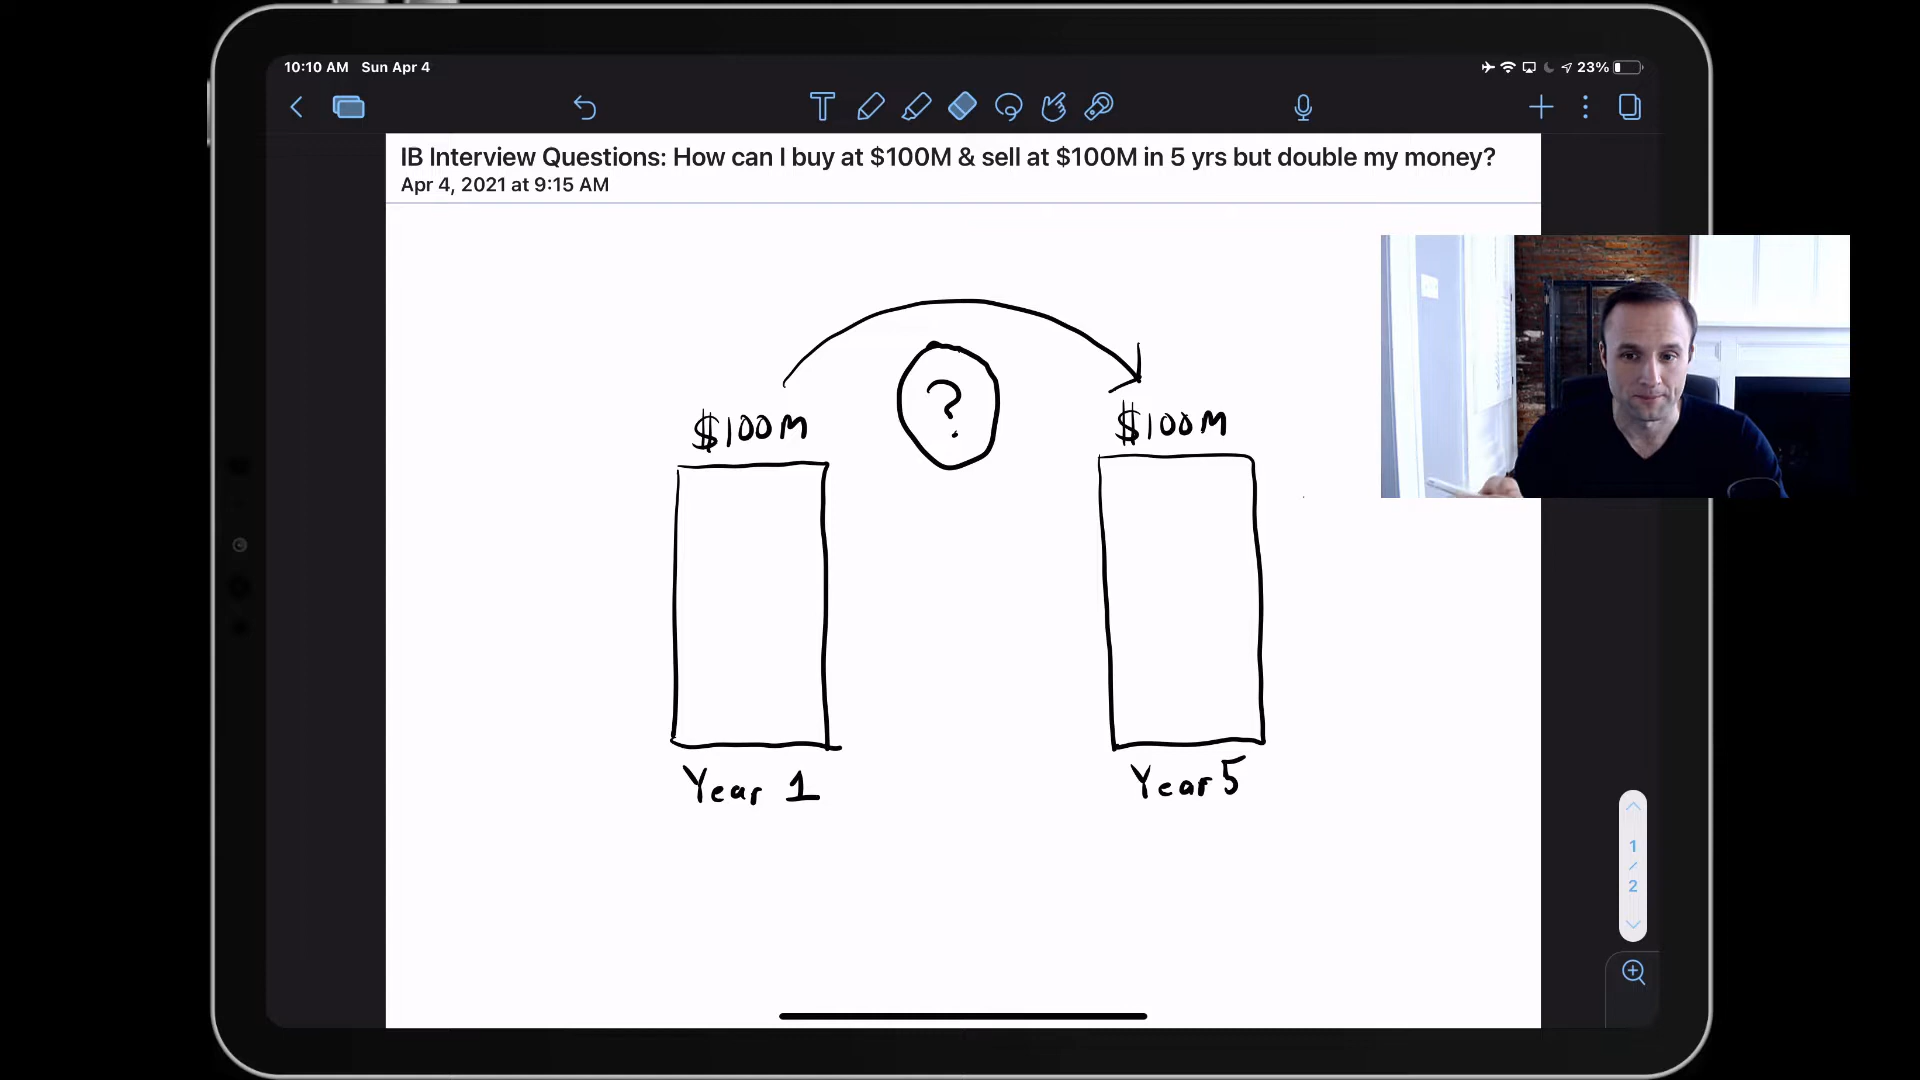 10:10 AM Sun Apr 4
23%
IB Interview Questions: How can I buy at $100M & sell at $100M in 5 yrs but double my money?
Apr 4, 2021 at 9:15 AM
?
$100M $100M
Year 1 Year 5
1
/
2